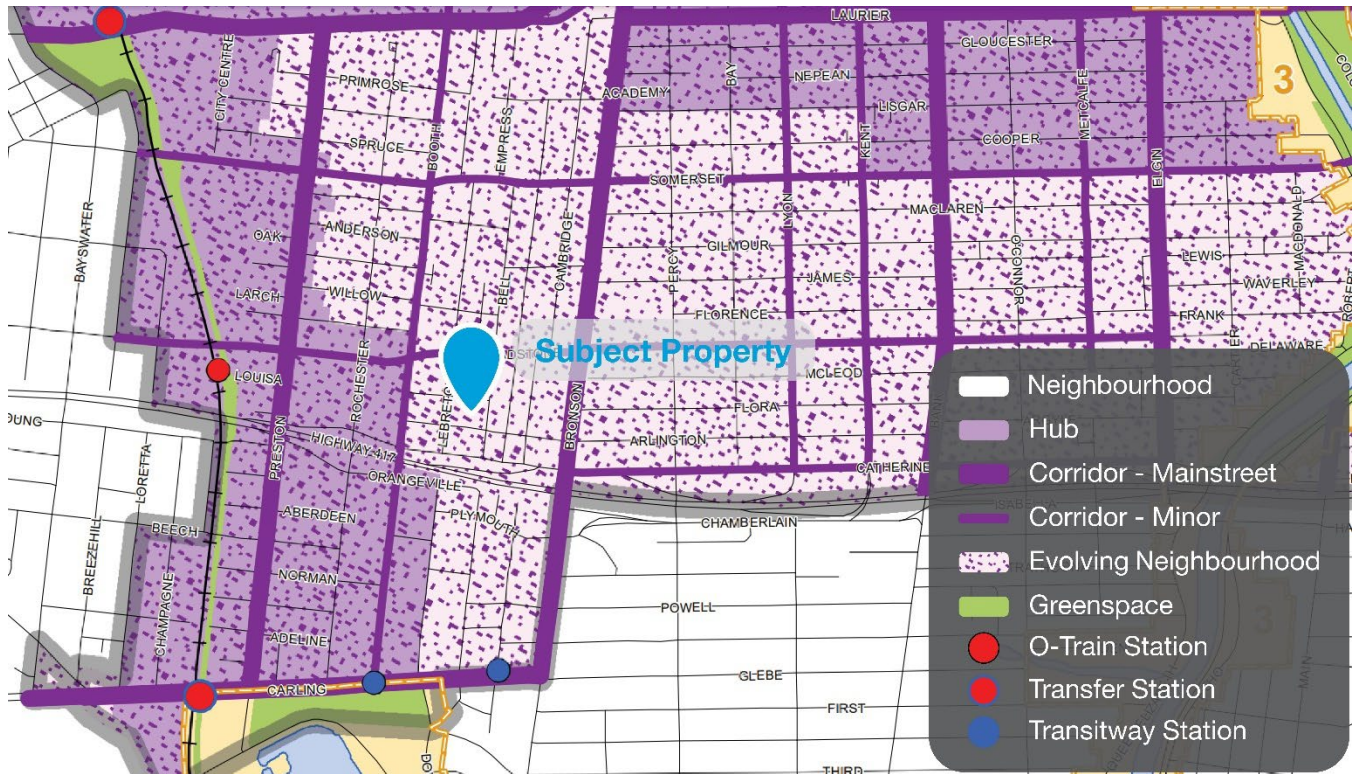 LAURIER
GLOUCESTER
CITY CENTRE
PRIMROSE
BOOTH
EMPRESS
ACADEMY
BAY
NEPEAN
KENT
LISGAR
METCALFE
3
SPRUCE
COOPER
ELGIN
SOMERSET
BAYSWATER
OAK
ANDERSON
CAMBRIDGE
BELL
PERCY
GILMOUR
LYON
MACLAREN
O'CONNOR
MACDONALD
LEWIS
JAMES
LARCH
WILLOW
FLORENCE
WAVERLEY
FRANK
Subject Property
DELAWARE
LOUISA
ROCHESTER
MCLEOD
CARTIER
PRESTON
BRONSON
FLORA
HIGHWAY 417
ARLINGTON
CATHERINE
LORETTA
ORANGEVILLE
ABERDEEN
PLYMOUTH
CHAMBERLAIN
ISABELLA
BEECH
BREEZEHILL
CHAMPAGNE
NORMAN
POWELL
ADELINE
CARLING
GLEBE
FIRST
THIRD
MAIN
3
Neighbourhood
Hub
Corridor - Mainstreet
Corridor - Minor
Evolving Neighbourhood
Greenspace
O-Train Station
Transfer Station
Transitway Station